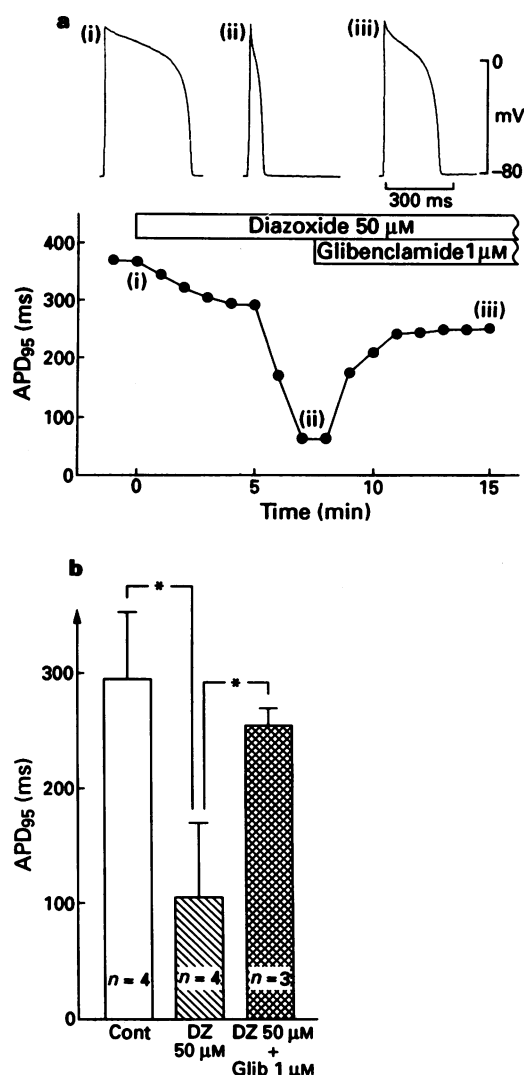 a
(i) (ii) (iii)
0
mV
−80
300 ms
Diazoxide 50 μM
Glibenclamide 1 μM
400
300
200
100
0
APD95 (ms)
(i) (ii) (iii)
0 5 10 15
Time (min)
b
* *
300
200
100
0
APD95 (ms)
n = 4 n = 4 n = 3
Cont DZ DZ 50 μM
50 μM +
Glib 1 μM